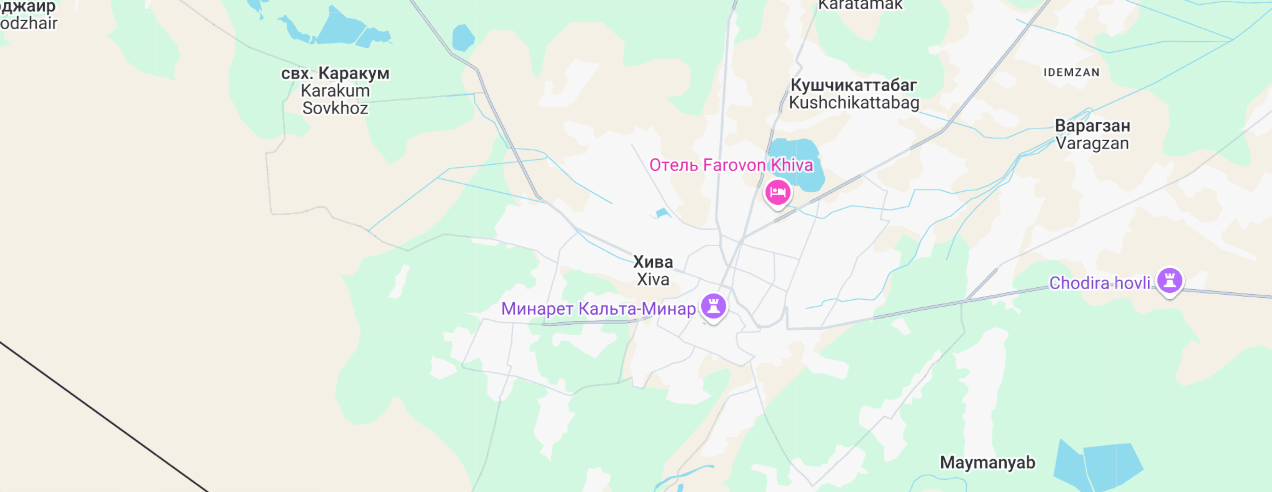 Karatamak
джаир
odzhair
свх. Каракум
Karakum
Sovkhoz
IDEMZAN
Кушчикаттабаг
Kushchikattabag
Варагзан
Varagzan
Отель Farovon Khiva
Хива
Xiva
Chodira hovli
Минарет Кальта-Минар
Maymanyab